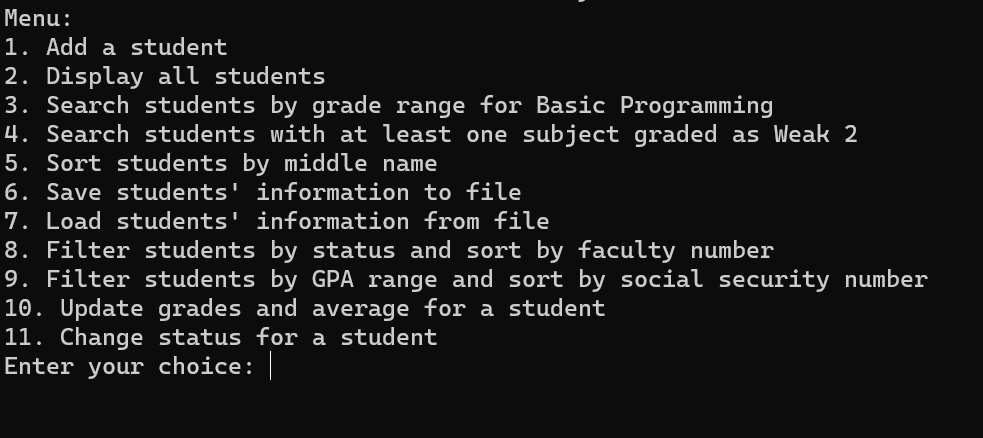 Menu:
1. Add a student
2. Display all students
3. Search students by grade range for Basic Programming
4. Search students with at least one subject graded as Weak 2
5. Sort students by middle name
6. Save students' information to file
7. Load students' information from file
8. Filter students by status and sort by faculty number
9. Filter students by GPA range and sort by social security number
10. Update grades and average for a student
11. Change status for a student
Enter your choice: